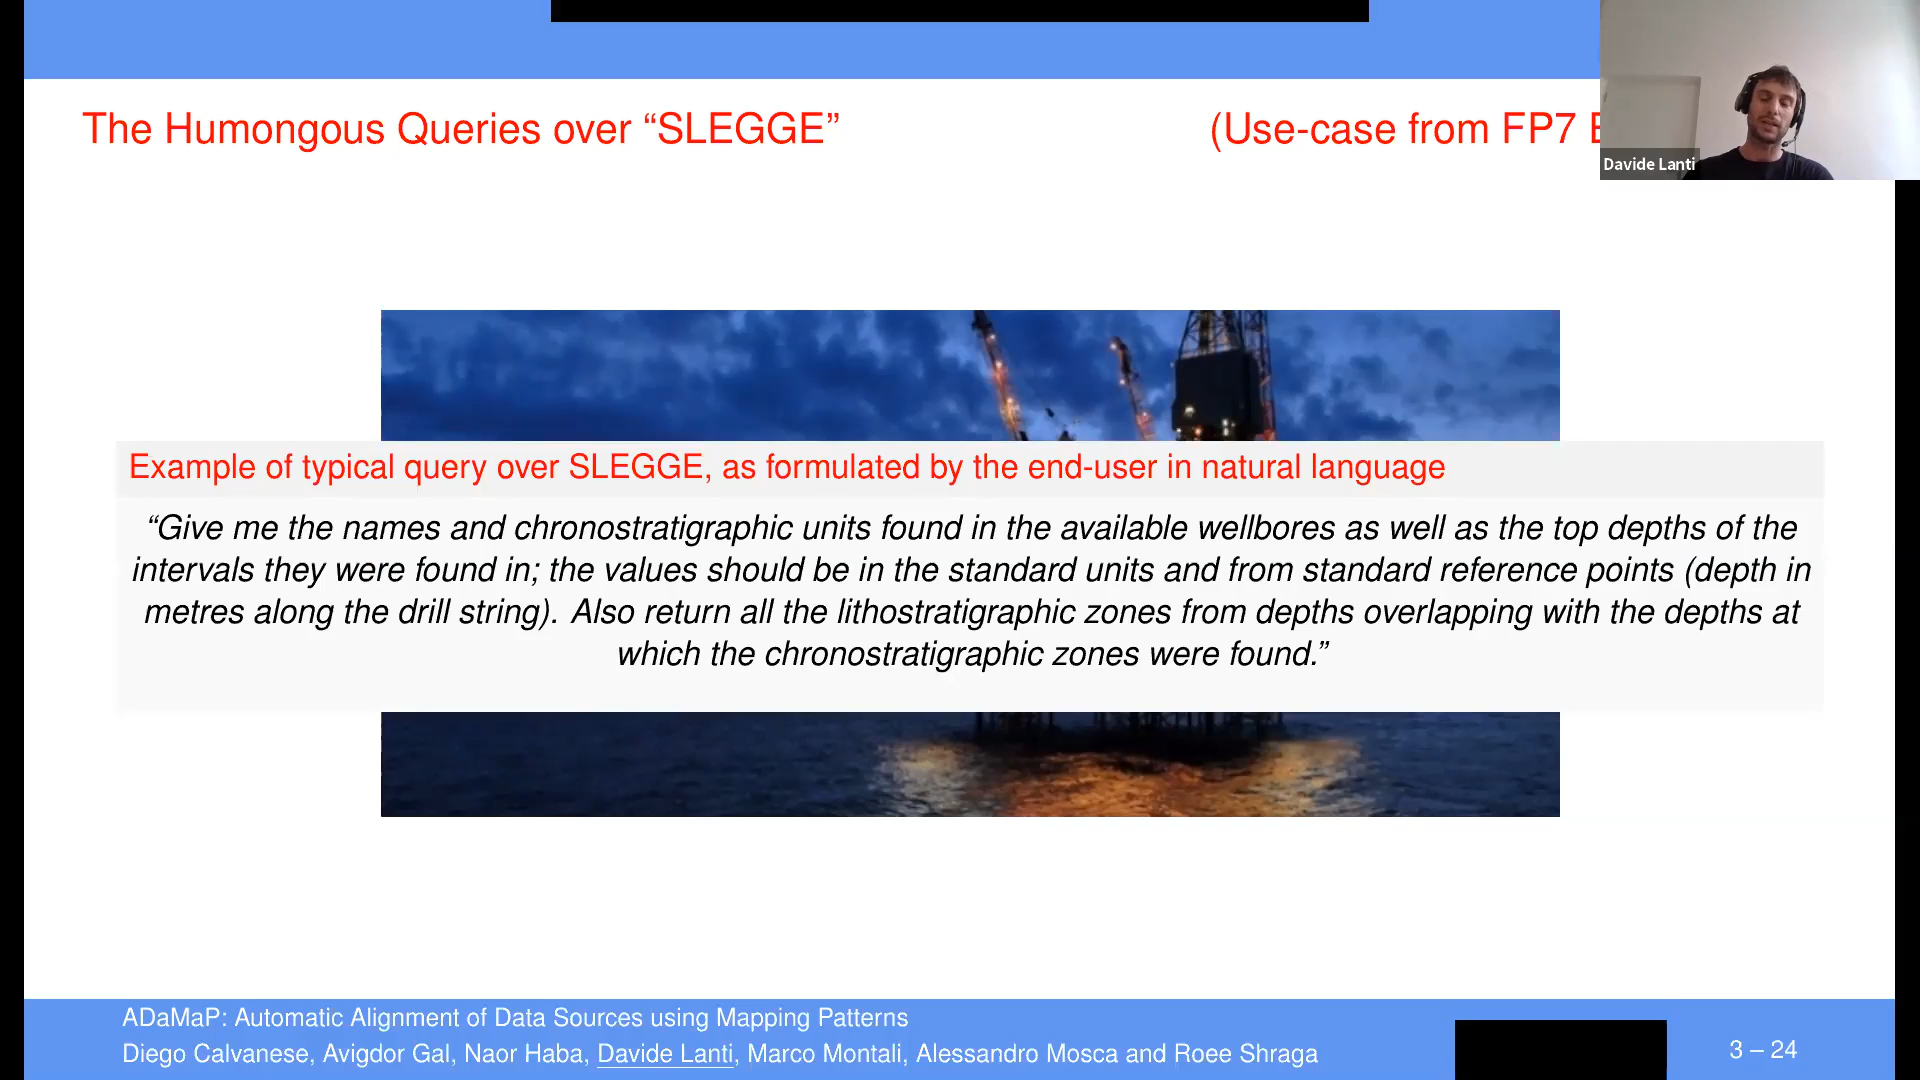 The Humongous Queries over “SLEGGE” (Use-case from FP7
Davide Lanti
Example of typical query over SLEGGE, as formulated by the end-user in natural language
“Give me the names and chronostratigraphic units found in the available wellbores as well as the top depths of the
intervals they were found in; the values should be in the standard units and from standard reference points (depth in
metres along the drill string). Also return all the lithostratigraphic zones from depths overlapping with the depths at
which the chronostratigraphic zones were found.”
ADaMaP: Automatic Alignment of Data Sources using Mapping Patterns
Diego Calvanese, Avigdor Gal, Naor Haba, Davide Lanti, Marco Montali, Alessandro Mosca and Roee Shraga
3 – 24